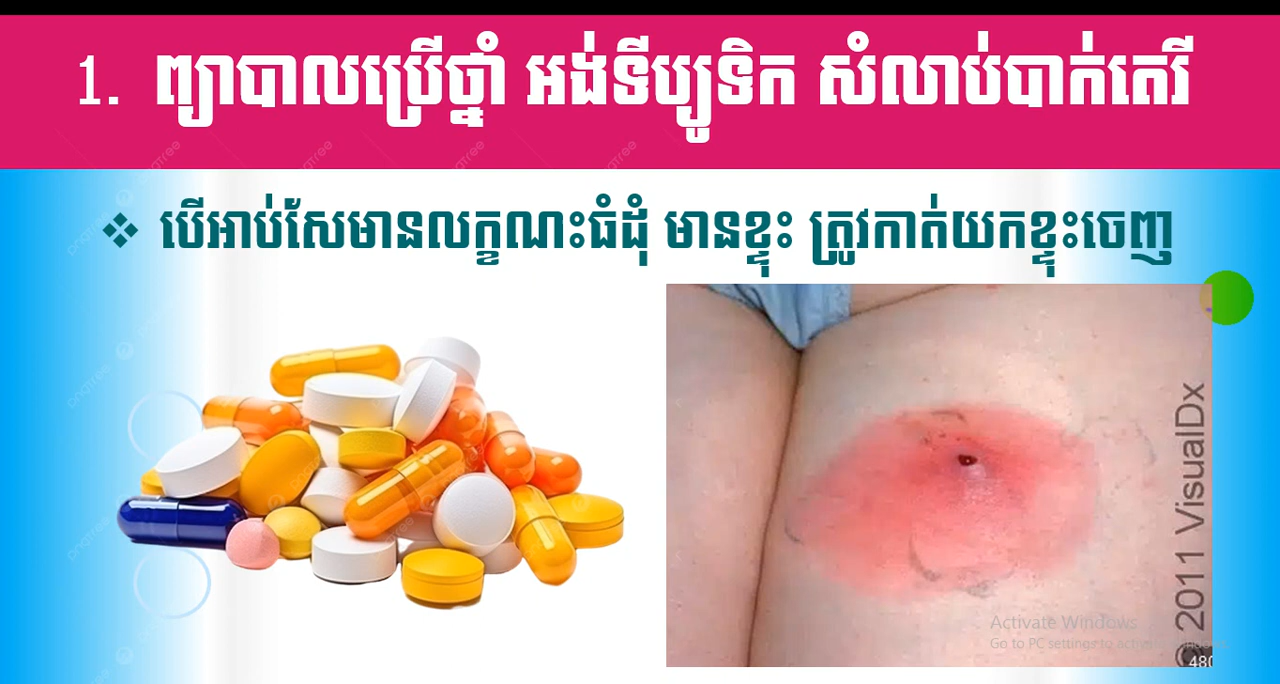 1. ព្យាបាលប្រើថ្នាំ អង់ទីប្យូទិក សំលាប់បាក់តេរី
❖ បើអាប់សែមានលក្ខណះធំដុំ មានខ្ទុះ ត្រូវកាត់យកខ្ទុះចេញ
© 2011 VisualDx
Activate Windows
Go to PC settings to activate Windows.
480